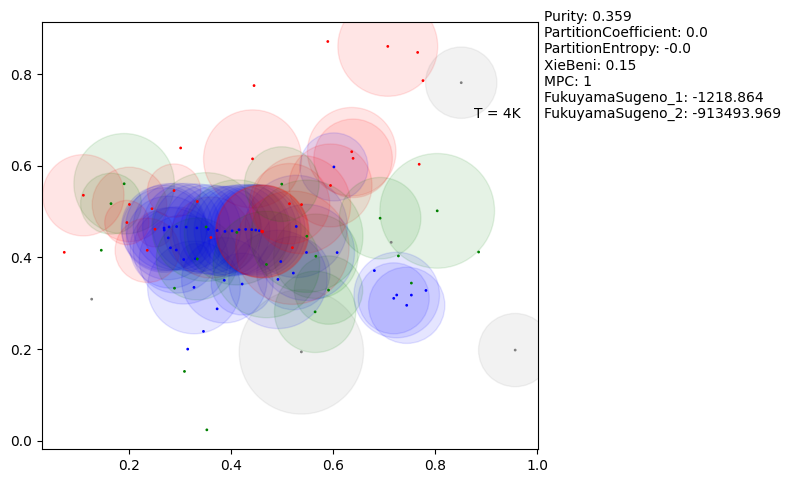 Purity: 0.359
PartitionCoefficient: 0.0
PartitionEntropy: -0.0
XieBeni: 0.15
MPC: 1
FukuyamaSugeno_1: -1218.864
FukuyamaSugeno_2: -913493.969
T = 4K
0.8
0.6
0.4
0.2
0.0
0.2
0.4
0.6
0.8
1.0